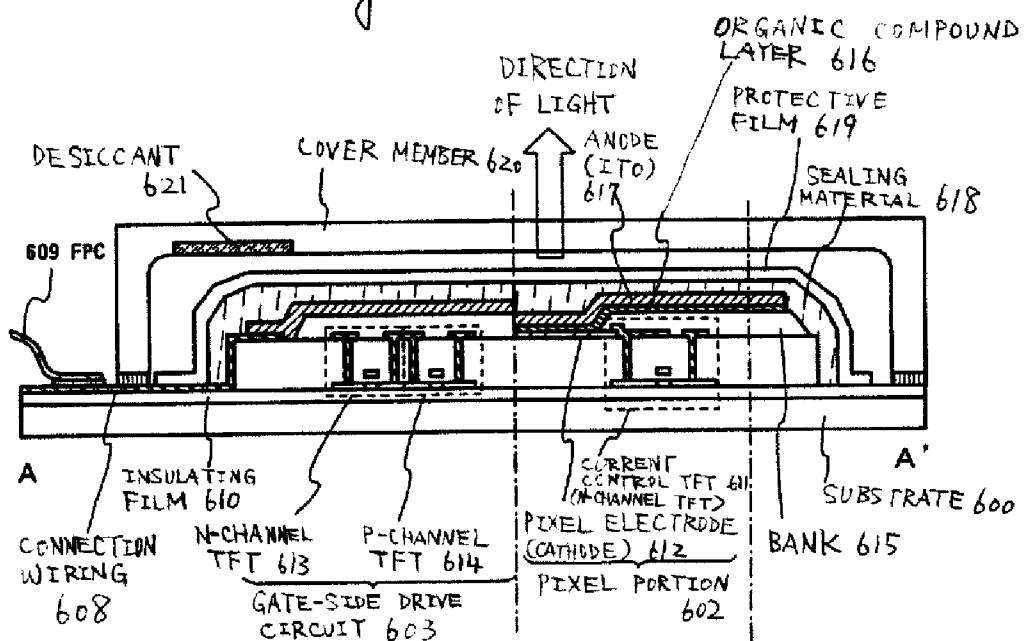 ORGANIC COMPOUND
LAYER 616
DIRECTION
OF LIGHT
PROTECTIVE
FILM 619
ANODE
(ITO)
617
DESICCANT
621
COVER MEMBER 620
SEALING
MATERIAL 618
609 FPC
A
A'
INSULATING
FILM 610
CURRENT
CONTROL TFT 611
(N-CHANNEL TFT)
SUBSTRATE 600
CONNECTION
WIRING
608
N-CHANNEL
TFT 613
P-CHANNEL
TFT 614
PIXEL ELECTRODE
(CATHODE) 612
BANK 615
GATE-SIDE DRIVE
CIRCUIT 603
PIXEL PORTION
602